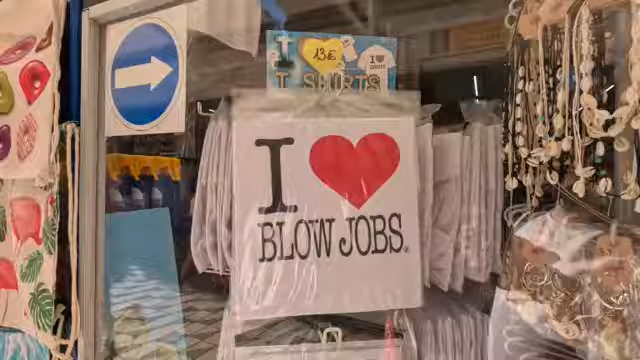 I ❤ 13€
I SHIRTS
I ❤
I ❤
BLOW JOBS®